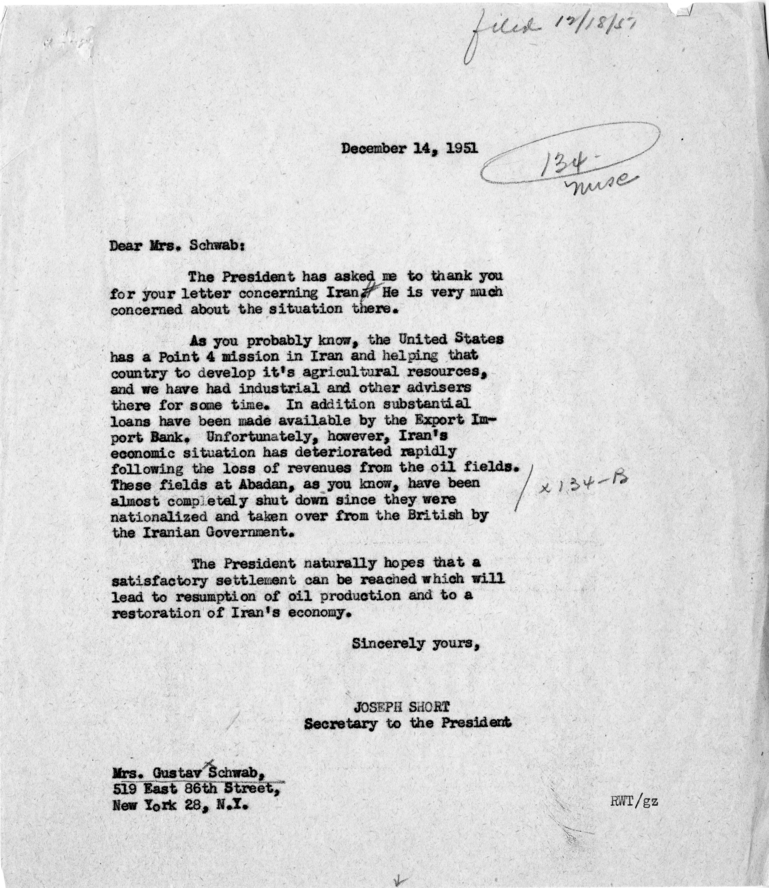 filed 12/18/51
December 14, 1951
134-
misc
Dear Mrs. Schwab:
The President has asked me to thank you
for your letter concerning Iran. He is very much
concerned about the situation there.
As you probably know, the United States
has a Point 4 mission in Iran and helping that
country to develop it's agricultural resources,
and we have had industrial and other advisers
there for some time. In addition substantial
loans have been made available by the Export Im-
port Bank. Unfortunately, however, Iran's
economic situation has deteriorated rapidly
following the loss of revenues from the oil fields.
These fields at Abadan, as you know, have been
x134-B
almost completely shut down since they were
nationalized and taken over from the British by
the Iranian Government.
The President naturally hopes that a
satisfactory settlement can be reached which will
lead to resumption of oil production and to a
restoration of Iran's economy.
Sincerely yours,
JOSEPH SHORT
Secretary to the President
Mrs. Gustav Schwab,
519 East 86th Street,
New York 28, N.Y.
RWT/gz